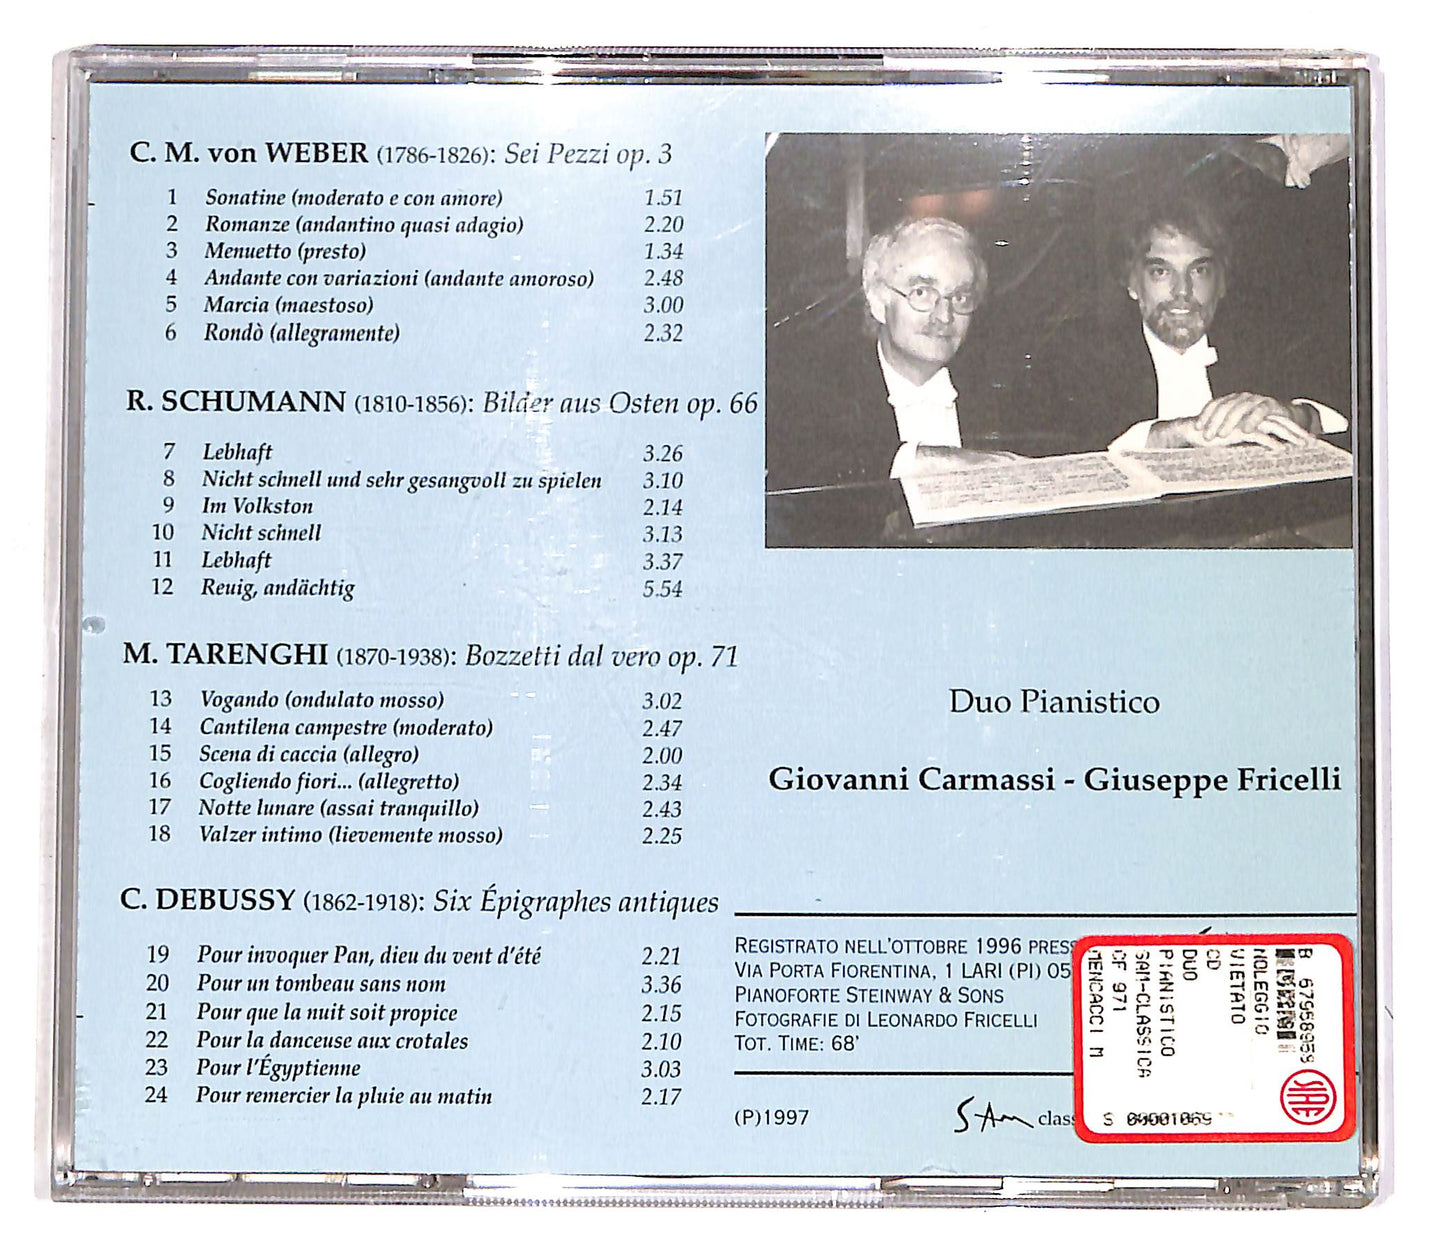 C. M. von WEBER (1786-1826): Sei Pezzi op. 3
1 Sonatine (moderato e con amore) 1.51
2 Romanze (andantino quasi adagio) 2.20
3 Menuetto (presto) 1.34
4 Andante con variazioni (andante amoroso) 2.48
5 Marcia (maestoso) 3.00
6 Rondò (allegramente) 2.32
R. SCHUMANN (1810-1856): Bilder aus Osten op. 66
7 Lebhaft 3.26
8 Nicht schnell und sehr gesangvoll zu spielen 3.10
9 Im Volkston 2.14
10 Nicht schnell 3.13
11 Lebhaft 3.37
12 Reuig, andächtig 5.54
M. TARENGHI (1870-1938): Bozzetti dal vero op. 71
13 Vogando (ondulato mosso) 3.02
14 Cantilena campestre (moderato) 2.47
15 Scena di caccia (allegro) 2.00
16 Cogliendo fiori... (allegretto) 2.34
17 Notte lunare (assai tranquillo) 2.43
18 Valzer intimo (lievemente mosso) 2.25
C. DEBUSSY (1862-1918): Six Épigraphes antiques
19 Pour invoquer Pan, dieu du vent d'été 2.21
20 Pour un tombeau sans nom 3.36
21 Pour que la nuit soit propice 2.15
22 Pour la danceuse aux crotales 2.10
23 Pour l'Égyptienne 3.03
24 Pour remercier la pluie au matin 2.17
Duo Pianistico
Giovanni Carmassi - Giuseppe Fricelli
REGISTRATO NELL'OTTOBRE 1996 PRESS
VIA PORTA FIORENTINA, 1 LARI (PI) 05
PIANOFORTE STEINWAY & SONS
FOTOGRAFIE DI LEONARDO FRICELLI
TOT. TIME: 68'
(P)1997
SAM class
NOLEGGIO
VIETATO
CD
DUO
PIANISTICO
SAM-CLASSICA
CF 971
MENCACCI M
SIAE